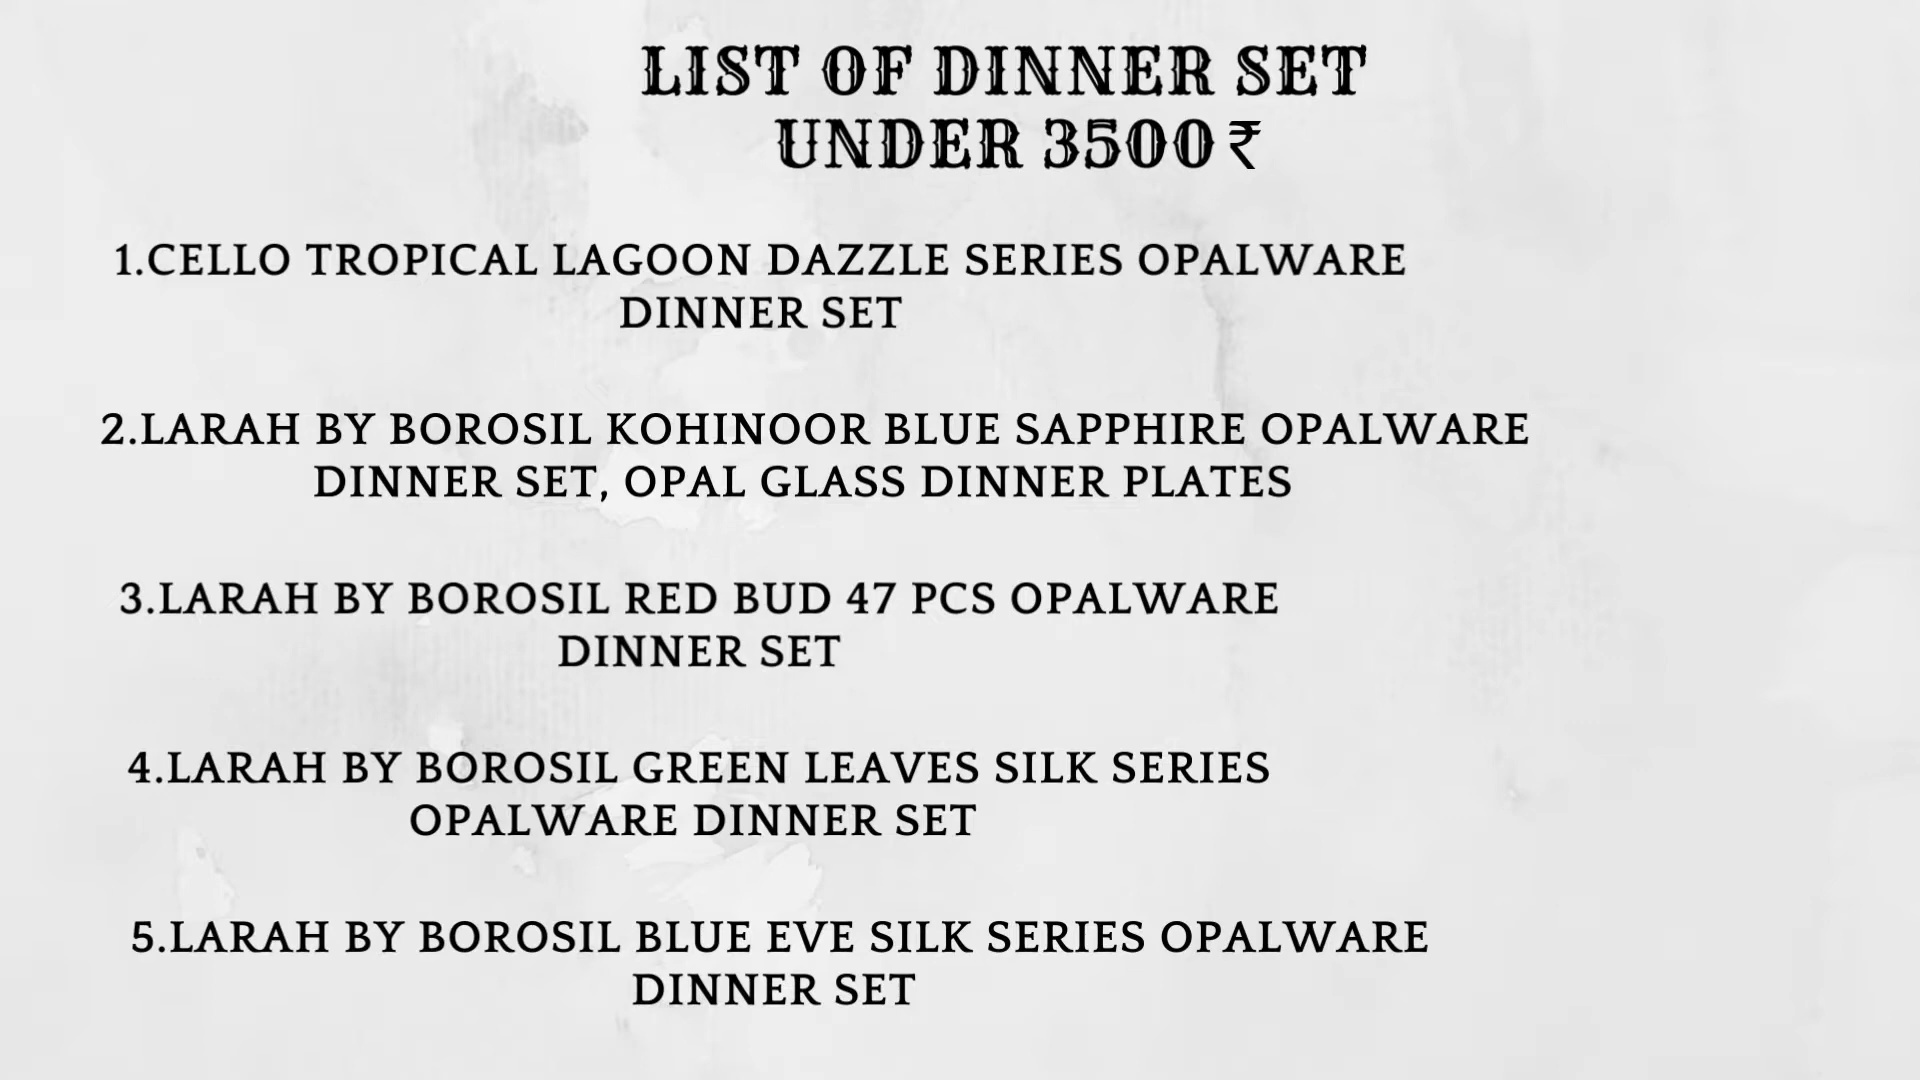 LIST OF DINNER SET
UNDER 3500₹
1.CELLO TROPICAL LAGOON DAZZLE SERIES OPALWARE
DINNER SET
2.LARAH BY BOROSIL KOHINOOR BLUE SAPPHIRE OPALWARE
DINNER SET, OPAL GLASS DINNER PLATES
3.LARAH BY BOROSIL RED BUD 47 PCS OPALWARE
DINNER SET
4.LARAH BY BOROSIL GREEN LEAVES SILK SERIES
OPALWARE DINNER SET
5.LARAH BY BOROSIL BLUE EVE SILK SERIES OPALWARE
DINNER SET